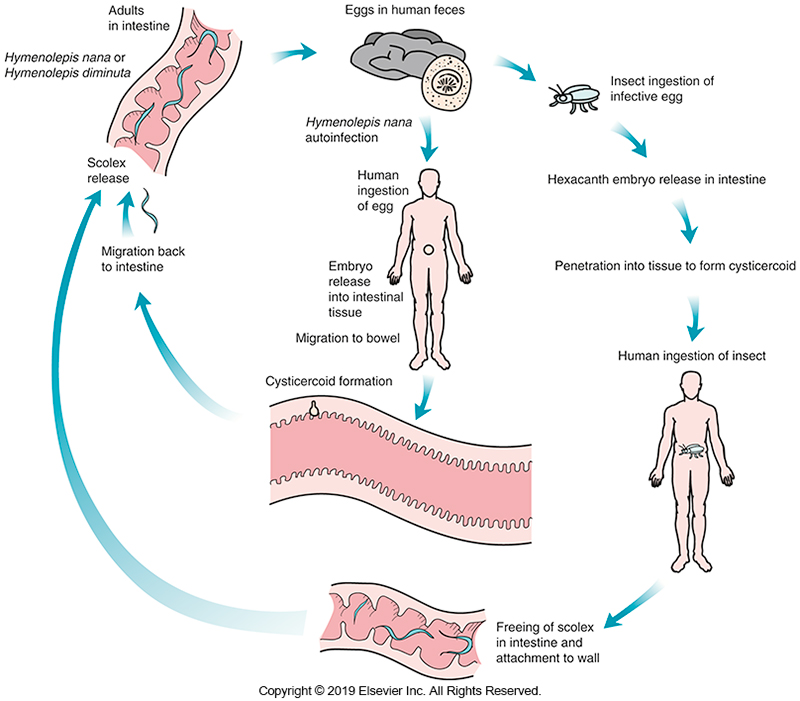 Adults
in intestine
Hymenolepis nana or
Hymenolepis diminuta
Eggs in human feces
Insect ingestion of
infective egg
Hymenolepis nana
autoinfection
Scolex
release
Human
ingestion
of egg
Hexacanth embryo release in intestine
Migration back
to intestine
Embryo
release
into intestinal
tissue
Penetration into tissue to form cysticercoid
Migration to bowel
Human ingestion of insect
Cysticercoid formation
Freeing of scolex
in intestine and
attachment to wall
Copyright © 2019 Elsevier Inc. All Rights Reserved.